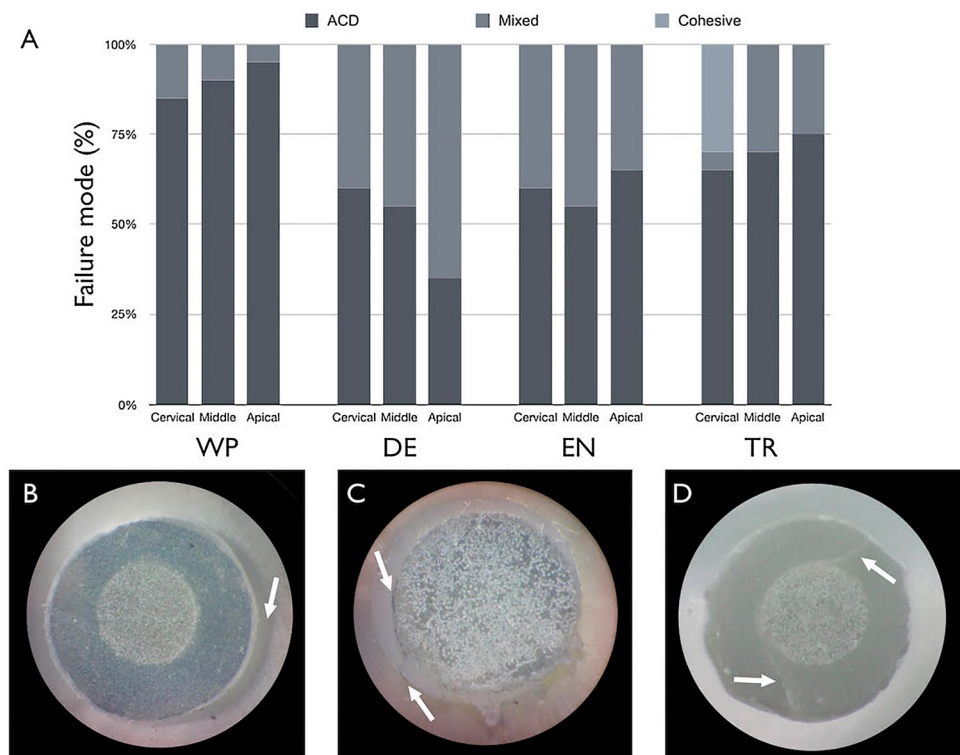 ACD Mixed Cohesive
A
Failure mode (%)
100%
75%
50%
25%
0%
Cervical Middle Apical Cervical Middle Apical Cervical Middle Apical Cervical Middle Apical
WP DE EN TR
B C D